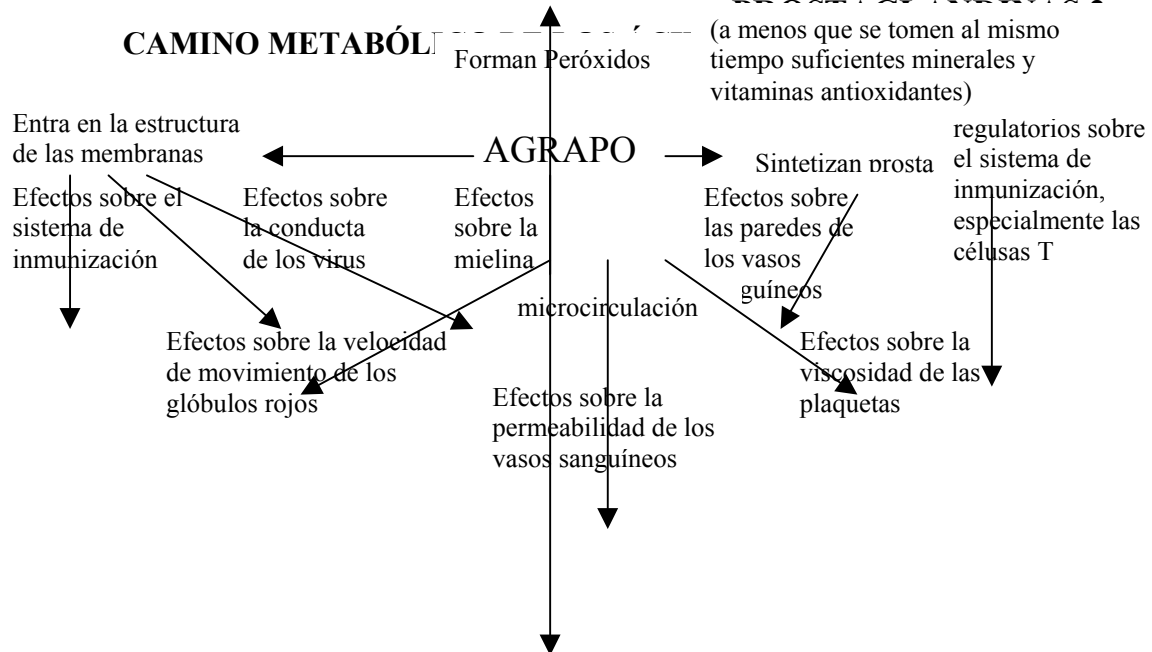 CAMINO METABÓLICO DE LOS
Forman Peróxidos
(a menos que se tomen al mismo
tiempo suficientes minerales y
vitaminas antioxidantes)
Entra en la estructura
de las membranas
AGRAPO
Sintetizan prosta
regulatorios sobre
el sistema de
inmunización,
especialmente las
célusas T
Efectos sobre el
sistema de
inmunización
Efectos sobre
la conducta
de los virus
Efectos
sobre la
mielina
Efectos sobre
las paredes de
los vasos
guíneos
microcirculación
Efectos sobre la velocidad
de movimiento de los
glóbulos rojos
Efectos sobre la
permeabilidad de los
vasos sanguíneos
Efectos sobre la
viscosidad de las
plaquetas